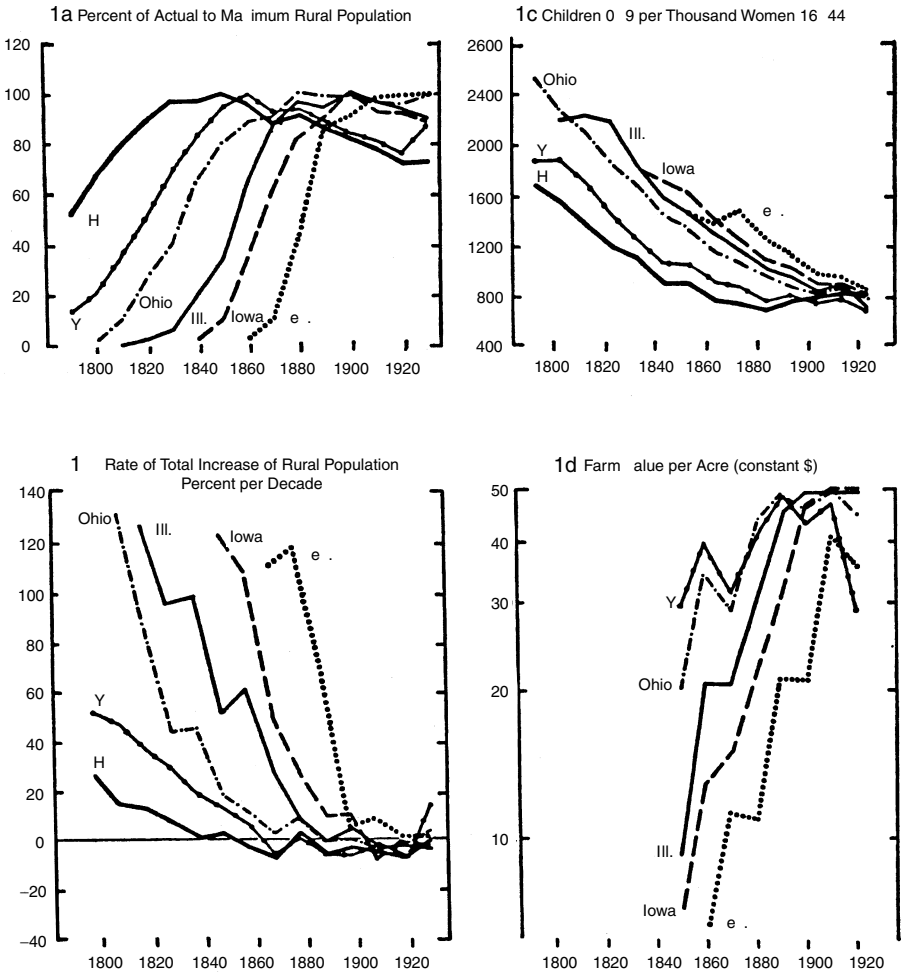 1a Percent of Actual to Ma imum Rural Population
120
100
80
60
40
20
0
H
Y
Ohio
Ill.
Iowa
e .
1800 1820 1840 1860 1880 1900 1920
1c Children 0 9 per Thousand Women 16 44
2600
2400
2000
1600
1200
800
400
Ohio
Ill.
Y
Iowa
H
e .
1800 1820 1840 1860 1880 1900 1920
1 Rate of Total Increase of Rural Population
Percent per Decade
140
120
100
80
60
40
20
0
–20
–40
Ohio
Ill.
Iowa
e .
Y
H
1800 1820 1840 1860 1880 1900 1920
1d Farm alue per Acre (constant $)
50
40
30
20
10
Y
Ohio
Ill.
Iowa
e .
1800 1820 1840 1860 1880 1900 1920